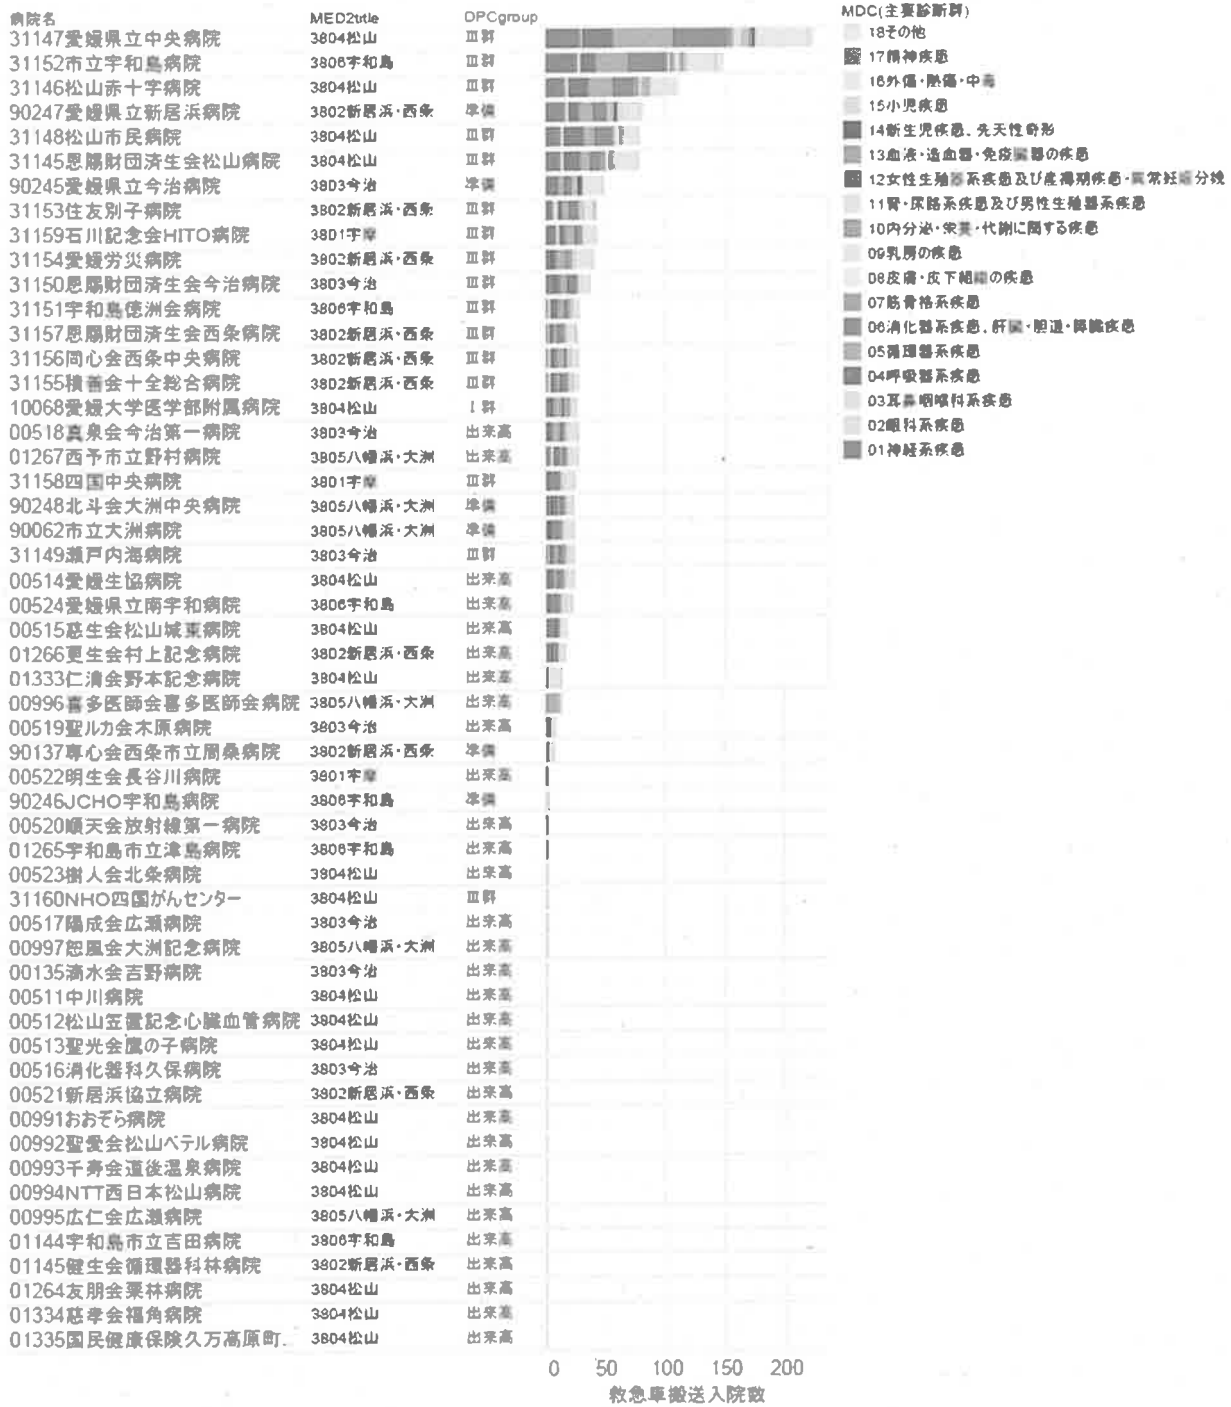 病院名 MED2title DPCgroup
31147愛媛県立中央病院 3804松山 Ⅲ群
31152市立宇和島病院 3806宇和島 Ⅲ群
31146松山赤十字病院 3804松山 Ⅲ群
90247愛媛県立新居浜病院 3802新居浜・西条 準備
31148松山市民病院 3804松山 Ⅲ群
31145恩賜財団済生会松山病院 3804松山 Ⅲ群
90245愛媛県立今治病院 3803今治 準備
31153住友別子病院 3802新居浜・西条 Ⅲ群
31159石川記念会HITO病院 3801宇摩 Ⅲ群
31154愛媛労災病院 3802新居浜・西条 Ⅲ群
31150恩賜財団済生会今治病院 3803今治 Ⅲ群
31151宇和島徳洲会病院 3806宇和島 Ⅲ群
31157恩賜財団済生会西条病院 3802新居浜・西条 Ⅲ群
31156同心会西条中央病院 3802新居浜・西条 Ⅲ群
31155積善会十全総合病院 3802新居浜・西条 Ⅲ群
10068愛媛大学医学部附属病院 3804松山 Ⅰ群
00518真泉会今治第一病院 3803今治 出来高
01267西予市立野村病院 3805八幡浜・大洲 出来高
31158四国中央病院 3801宇摩 Ⅲ群
90248北斗会大洲中央病院 3805八幡浜・大洲 準備
90062市立大洲病院 3805八幡浜・大洲 準備
31149瀬戸内海病院 3803今治 Ⅲ群
00514愛媛生協病院 3804松山 出来高
00524愛媛県立南宇和病院 3806宇和島 出来高
00515慈生会松山城東病院 3804松山 出来高
01266更生会村上記念病院 3802新居浜・西条 出来高
01333仁清会野本記念病院 3804松山 出来高
00996喜多医師会喜多医師会病院 3805八幡浜・大洲 出来高
00519聖ルカ会木原病院 3803今治 出来高
90137専心会西条市立周桑病院 3802新居浜・西条 準備
00522明生会長谷川病院 3801宇摩 出来高
90246JCHO宇和島病院 3806宇和島 準備
00520順天会放射線第一病院 3803今治 出来高
01265宇和島市立津島病院 3806宇和島 出来高
00523樹人会北条病院 3804松山 出来高
31160NHO四国がんセンター 3804松山 Ⅲ群
00517陽成会広瀬病院 3803今治 出来高
00997恕風会大洲記念病院 3805八幡浜・大洲 出来高
00135滴水会吉野病院 3803今治 出来高
00511中川病院 3804松山 出来高
00512松山笠置記念心臓血管病院 3804松山 出来高
00513聖光会鷹の子病院 3804松山 出来高
00516消化器科久保病院 3803今治 出来高
00521新居浜協立病院 3802新居浜・西条 出来高
00991おおぞら病院 3804松山 出来高
00992聖愛会松山ベテル病院 3804松山 出来高
00993千寿会道後温泉病院 3804松山 出来高
00994NTT西日本松山病院 3804松山 出来高
00995広仁会広瀬病院 3805八幡浜・大洲 出来高
01144宇和島市立吉田病院 3806宇和島 出来高
01145健生会循環器科林病院 3802新居浜・西条 出来高
01264友朋会栗林病院 3804松山 出来高
01334慈孝会福角病院 3804松山 出来高
01335国民健康保険久万高原町.. 3804松山 出来高
0 50 100 150 200
救急車搬送入院数
MDC(主要診断群)
18その他
17精神疾患
16外傷・熱傷・中毒
15小児疾患
14新生児疾患、先天性奇形
13血液・造血器・免疫臓器の疾患
12女性生殖器系疾患及び産褥期疾患・異常妊娠分娩
11腎・尿路系疾患及び男性生殖器系疾患
10内分泌・栄養・代謝に関する疾患
09乳房の疾患
08皮膚・皮下組織の疾患
07筋骨格系疾患
06消化器系疾患、肝臓・胆道・膵臓疾患
05循環器系疾患
04呼吸器系疾患
03耳鼻咽喉科系疾患
02眼科系疾患
01神経系疾患